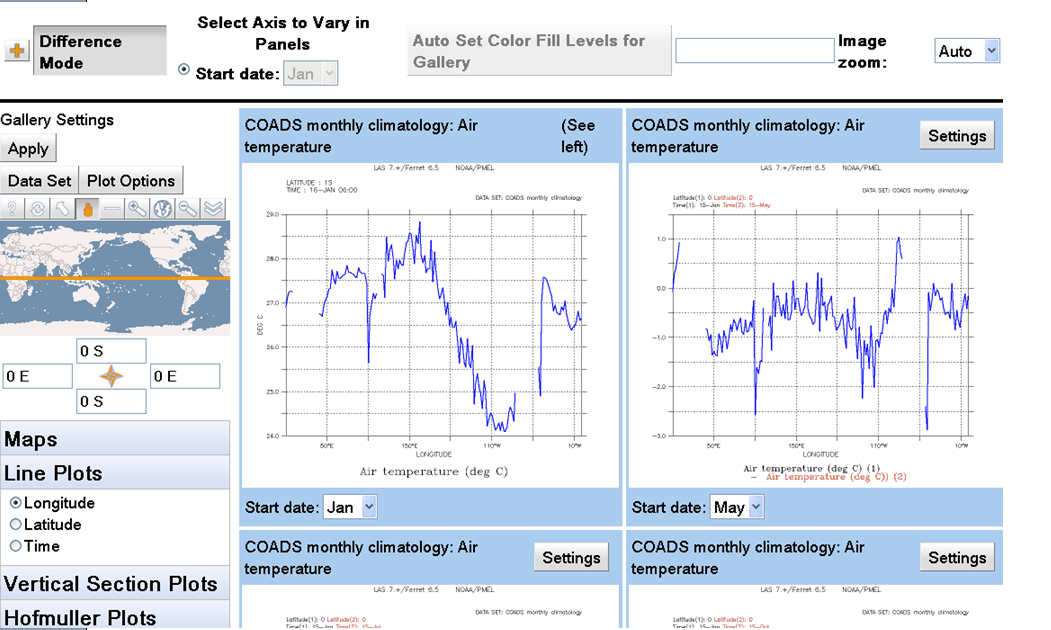 Difference
Mode
Select Axis to Vary in
Panels
Start date: Jan
Auto Set Color Fill Levels for
Gallery
Image
zoom:
Auto
Gallery Settings
Apply
Data Set
Plot Options
0 S
0 E
0 E
0 S
Maps
Line Plots
Longitude
Latitude
Time
Vertical Section Plots
Hofmuller Plots
COADS monthly climatology: Air
temperature
(See
left)
LAS 7.+/Ferret 6.5 NOAA/PMEL
LATITUDE : 1S
TIME : 16-JAN 06:00
DATA SET: COADS monthly climatology
29.0
28.0
27.0
26.0
25.0
24.0
DEG C
50°E 150°E 110°W 10°W
LONGITUDE
Air temperature (deg C)
Start date: Jan
COADS monthly climatology: Air
temperature
Settings
LAS 7.+/Ferret 6.5 NOAA/PMEL
DATA SET: COADS monthly climatology
Latitude(1): 0 Latitude(2): 0
Time(1): 15-Jan Time(2): 15-May
1.0
0.0
-1.0
-2.0
-3.0
50°E 150°E 110°W 10°W
LONGITUDE
Air temperature (deg C) (1)
- Air temperature (deg C)) (2)
Start date: May
COADS monthly climatology: Air
temperature
Settings
LAS 7.+/Ferret 6.5 NOAA/PMEL
DATA SET: COADS monthly climatology
Latitude(1): 0 Latitude(2): 0
Time(1): 15-Jan Time(2): 15-Jul
COADS monthly climatology: Air
temperature
Settings
LAS 7.+/Ferret 6.5 NOAA/PMEL
DATA SET: COADS monthly climatology
Latitude(1): 0 Latitude(2): 0
Time(1): 15-Jan Time(2): 15-Oct